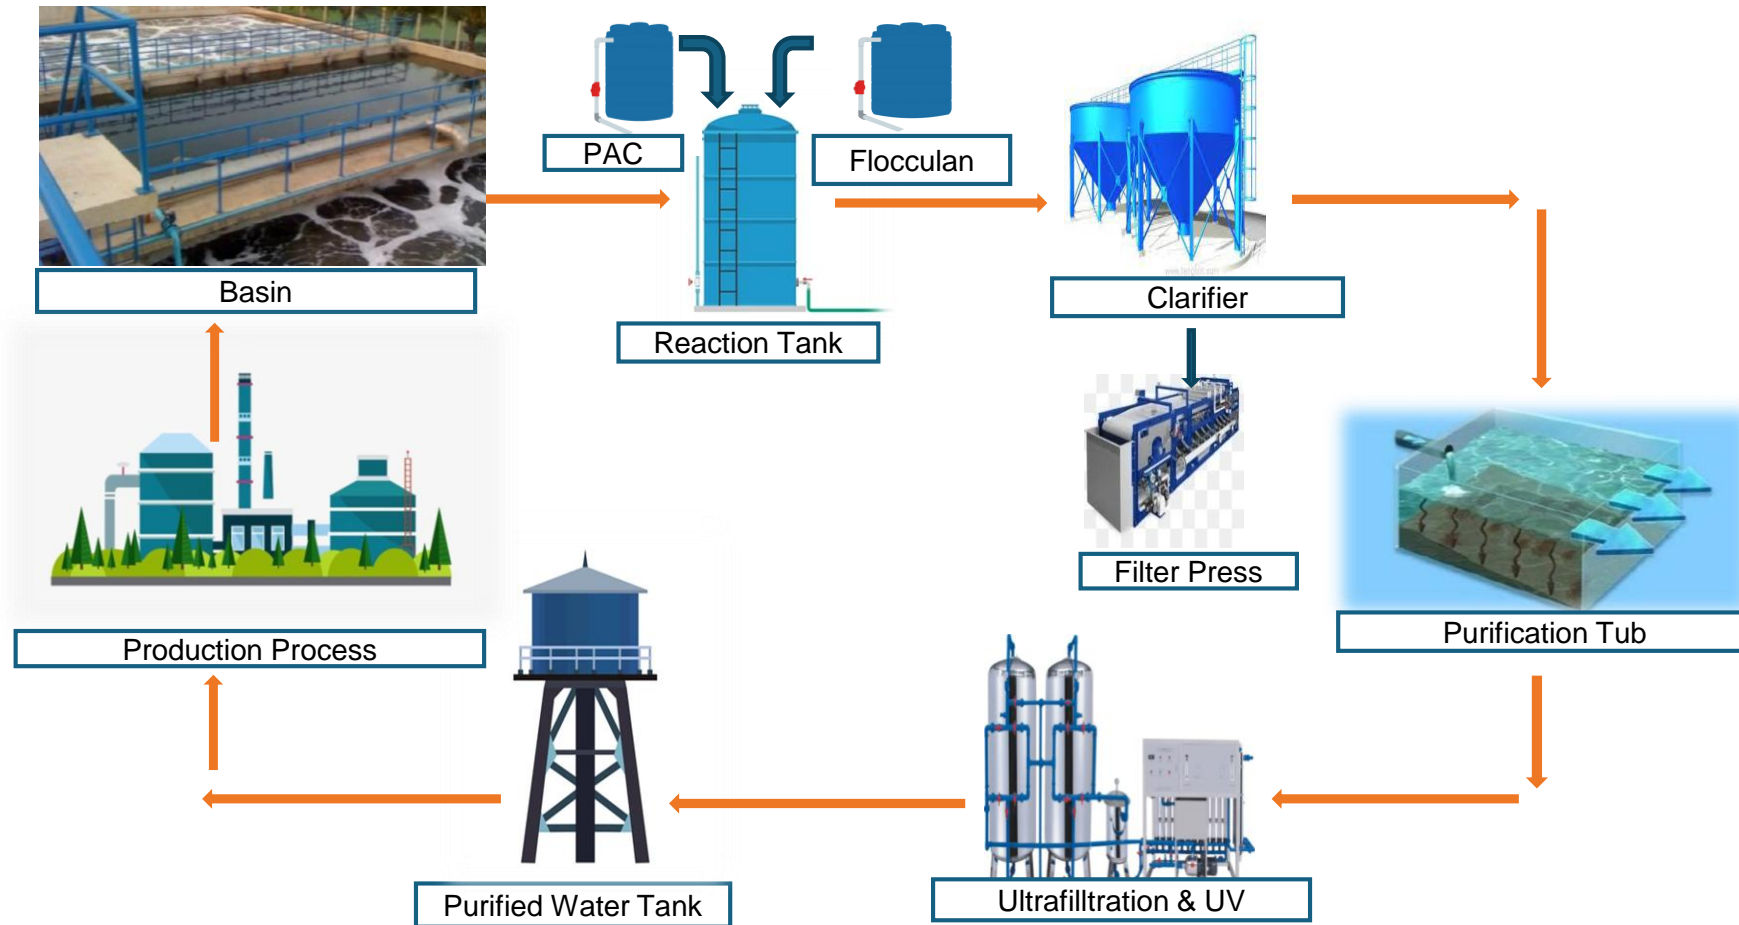 PAC
Flocculan
Basin
Clarifier
Reaction Tank
Filter Press
Production Process
Purification Tub
Purified Water Tank
Ultrafilltration & UV